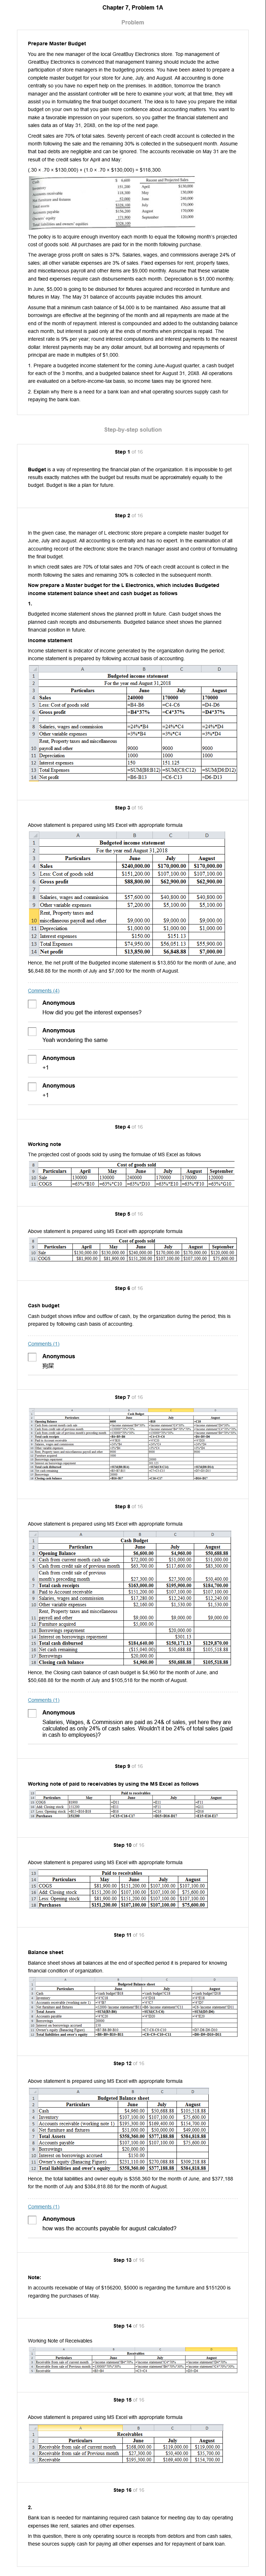 Chapter 7, Problem 1A
Problem
Prepare Master Budget
You are the new manager of the local GreatBuy Electronics store. Top management of
GreatBuy Electronics is convinced that management training should include the active
participation of store managers in the budgeting process. You have been asked to prepare a
complete master budget for your store for June, July, and August. All accounting is done
centrally so you have no expert help on the premises. In addition, tomorrow the branch
manager and the assistant controller will be here to examine your work; at that time, they will
assist you in formulating the final budget document. The idea is to have you prepare the initial
budget on your own so that you gain more confidence about accounting matters. You want to
make a favorable impression on your superiors, so you gather the financial statement and
sales data as of May 31, 20X8, on the top of the next page.
Credit sales are 70% of total sales. Seventy percent of each credit account is collected in the
month following the sale and the remaining 30% is collected in the subsequent month. Assume
that bad debts are negligible and can be ignored. The accounts receivable on May 31 are the
result of the credit sales for April and May:
(.30 × .70 × $130,000) + (1.0 × .70 × $130,000) = $118,300
The policy is to acquire enough inventory each month to equal the following month's projected
The average gross profit on sales is 37%. Salaries, wages, and commissions average 24% of
sales; all other variable expenses are 3% of sales. Fixed expenses for rent, property taxes,
and miscellaneous payroll and other items are $9,000 monthly. Assume that these variable
and fixed expenses require cash disbursements each month. Depreciation is $1,000 monthly.
In June, $5,000 is going to be disbursed for fixtures acquired and recorded in furniture and
fixtures in May. The May 31 balance of accounts payable includes this amount.
Assume that a minimum cash balance of $4,000 is to be maintained. Also assume that all
borrowings are effective at the beginning of the month and all repayments are made at the
end of the month of repayment. Interest is compounded and added to the outstanding balance
each month, but interest is paid only at the ends of months when principal is repaid. The
interest rate is 9% per year; round interest computations and interest payments to the nearest
dollar. Interest payments may be any dollar amount, but all borrowing and repayments of
principal are made in multiples of $1,000.
1. Prepare a budgeted income statement for the coming June-August quarter, a cash budget
for each of the 3 months, and a budgeted balance sheet for August 31, 20X8. All operations
are evaluated on a before-income-tax basis, so income taxes may be ignored here.
2. Explain why there is a need for a bank loan and what operating sources supply cash for
repaying the bank loan.
Step-by-step solution
Step 1 of 16
Budget is a way of representing the financial plan of the organisation. It is impossible to get
results exactly matches with the budget but results must be approximately equally to the
budget. Budget is like a plan for future.
Step 2 of 16
In the given case, the manager of L electronic store prepare a complete master budget for
June, July and August. All accounting is centrally and has no expert. In the examination of all
accounting report of the electronic store the branch manager assist and control of formulating
the final budget.
In which credit sales are 70% of total sales and 70% of each credit account is collect in the
month following the sales and remaining 30% is collected in the subsequent month.
Now prepare a Master budget for the L Electronics, which includes Budgeted
income statement balance sheet and cash budget as follows
1.
Budgeted income statement shows the planned profit in future. Cash budget shows the
planned cash receipts and disbursements. Budgeted balance sheet shows the planned
financial position in future.
Income statement
Income statement is indicator of income generated by the organization during the period;
income statement is prepared by following accrual basis of accounting.
A B C D
1 Budgeted income statement
2 For the year end August 31,2018
3 Particulars June July August
4 Sales 240000 170000 170000
5 Less: Cost of goods sold =B4-B6 =C4-C6 =D4-D6
6 Gross profit =B4*37% =C4*37% =D4*37%
7
8 Salaries, wages and commission =24%*B4 =24%*C4 =24%*D4
9 Other variable expenses =3%*B4 =3%*C4 =3%*D4
Rent, Property taxes and miscellaneous
10 payroll and other 9000 9000 9000
11 Depreciation 1000 1000 1000
12 Interest expenses 150 151.125
13 Total Expenses =SUM(B8:B12) =SUM(C8:C12) =SUM(D8:D12)
14 Net profit =B6-B13 =C6-C13 =D6-D13
Step 3 of 16
Above statement is prepared using MS Excel with appropriate formula
A B C D
1 Budgeted income statement
2 For the year end August 31,2018
3 Particulars June July August
4 Sales $240,000.00 $170,000.00 $170,000.00
5 Less: Cost of goods sold $151,200.00 $107,100.00 $107,100.00
6 Gross profit $88,800.00 $62,900.00 $62,900.00
7
8 Salaries, wages and commission $57,600.00 $40,800.00 $40,800.00
9 Other variable expenses $7,200.00 $5,100.00 $5,100.00
Rent, Property taxes and
10 miscellaneous payroll and other $9,000.00 $9,000.00 $9,000.00
11 Depreciation $1,000.00 $1,000.00 $1,000.00
12 Interest expenses $150.00 $151.13
13 Total Expenses $74,950.00 $56,051.13 $55,900.00
14 Net profit $13,850.00 $6,848.88 $7,000.00
Hence, the net profit of the Budgeted income statement is $13,850 for the month of June, and
$6,848.88 for the month of July and $7,000 for the month of August.
Comments (4)
Anonymous
How did you get the interest expenses?
Anonymous
Yeah wondering the same
Anonymous
+1
Anonymous
+1
Step 4 of 16
Working note
The projected cost of goods sold by using the formulae of MS Excel as follows
8 Cost of goods sold
9 Particulars April May June July August September
10 Sale 130000 130000 240000 170000 170000 120000
11 COGS =63%*B10 =63%*C10 =63%*D10 =63%*E10 =63%*F10 =63%*G10
Step 5 of 16
Above statement is prepared using MS Excel with appropriate formula
8 Cost of goods sold
9 Particulars April May June July August September
10 Sale $130,000.00 $130,000.00 $240,000.00 $170,000.00 $170,000.00 $120,000.00
11 COGS $81,900.00 $81,900.00 $151,200.00 $107,100.00 $107,100.00 $75,600.00
Step 6 of 16
Cash budget
Cash budget shows inflow and outflow of cash, by the organization during the period; this is
prepared by following cash basis of accounting.
Comments (1)
Anonymous
狗屎
Step 7 of 16
Step 8 of 16
Above statement is prepared using MS Excel with appropriate formula
A B C D
1 Cash Budget
2 Particulars June July August
3 Opening Balance $6,600.00 $4,960.00 $50,688.88
4 Cash from current month cash sale $72,000.00 $51,000.00 $51,000.00
5 Cash from credit sale of previous month $63,700.00 $117,600.00 $83,300.00
Cash from credit sale of previous
6 month's preceding month $27,300.00 $27,300.00 $50,400.00
7 Total cash receipts $163,000.00 $195,900.00 $184,700.00
8 Paid to Account receivable $151,200.00 $107,100.00 $107,100.00
9 Salaries, wages and commission $17,280.00 $12,240.00 $12,240.00
10 Other variable expenses $2,160.00 $1,530.00 $1,530.00
Rent, Property taxes and miscellaneous
11 payroll and other $9,000.00 $9,000.00 $9,000.00
12 Furniture acquired $5,000.00
13 Borrowings repayment $20,000.00
14 Interest on borrowings repayment $301.13
15 Total cash disbursed $184,640.00 $150,171.13 $129,870.00
16 Net cash remaining ($15,040.00) $50,688.88 $105,518.88
17 Borrowings $20,000.00
18 Closing cash balance $4,960.00 $50,688.88 $105,518.88
Hence, the Closing cash balance of cash budget is $4,960 for the month of June, and
$50,688.88 for the month of July and $105,518 for the month of August.
Comments (1)
Anonymous
Salaries, Wages, & Commission are paid as 24& of sales, yet here they are
calculated as only 24% of cash sales. Wouldn't it be 24% of total sales (paid
in cash to employees)?
Step 9 of 16
Working note of paid to receivables by using the MS Excel as follows
Step 10 of 16
Above statement is prepared using MS Excel with appropriate formula
13 Paid to receivables
14 Particulars May June July August
15 COGS $81,900.00 $151,200.00 $107,100.00 $107,100.00
16 Add: Closing stock $151,200.00 $107,100.00 $107,100.00 $75,600.00
17 Less: Opening stock $81,900.00 $151,200.00 $107,100.00 $107,100.00
18 Purchases $151,200.00 $107,100.00 $107,100.00 $75,600.00
Step 11 of 16
Balance sheet
Balance sheet shows all balances at the end of specified period it is prepared for knowing
financial condition of organization.
Step 12 of 16
Above statement is prepared using MS Excel with appropriate formula
A B C D
1 Budgeted Balance sheet
2 Particulars June July August
3 Cash $4,960.00 $50,688.88 $105,518.88
4 Inventory $107,100.00 $107,100.00 $75,600.00
5 Accounts receivable (working note 1) $195,300.00 $169,400.00 $154,700.00
6 Net furniture and fixtures $51,000.00 $50,000.00 $49,000.00
7 Total Assets $358,360.00 $377,188.88 $384,818.88
8 Accounts payable $107,100.00 $107,100.00 $75,600.00
9 Borrowings $20,000.00
10 Interest on borrowings accrued $150.00
11 Owner's equity (Banacing Figure) $231,110.00 $270,088.88 $309,218.88
12 Total liabilities and ower's equity $358,360.00 $377,188.88 $384,818.88
Hence, the total liabilities and owner equity is $358,360 for the month of June, and $377,188
for the month of July and $384,818.88 for the month of August.
Comments (1)
Anonymous
how was the accounts payable for august calculated?
Step 13 of 16
Note:
In accounts receivable of May of $156200, $5000 is regarding the furniture and $151200 is
regarding the purchases of May.
Step 14 of 16
Working Note of Receivables
Step 15 of 16
Above statement is prepared using MS Excel with appropriate formula
1 Receivables
2 Particulars June July August
3 Receivable from sale of current month $168,000.00 $119,000.00 $119,000.00
4 Receivable from sale of Previous month $27,300.00 $50,400.00 $35,700.00
5 Receivable $195,300.00 $169,400.00 $154,700.00
Step 16 of 16
2.
Bank loan is needed for maintaining required cash balance for meeting day to day operating
expenses like rent, salaries and other expenses.
In this question, there is only operating source is receipts from debtors and from cash sales,
these sources supply cash for paying all other expenses and for repayment of bank loan.